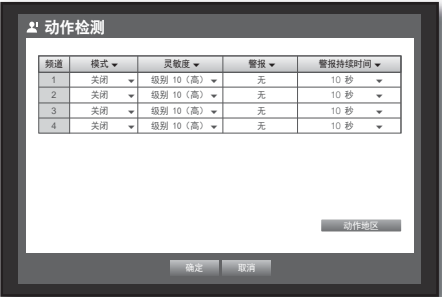 动作检测
频道 模式 灵敏度 警报 警报持续时间
1 关闭 级别 10（高） 无 10 秒
2 关闭 级别 10（高） 无 10 秒
3 关闭 级别 10（高） 无 10 秒
4 关闭 级别 10（高） 无 10 秒
动作地区
确定 取消